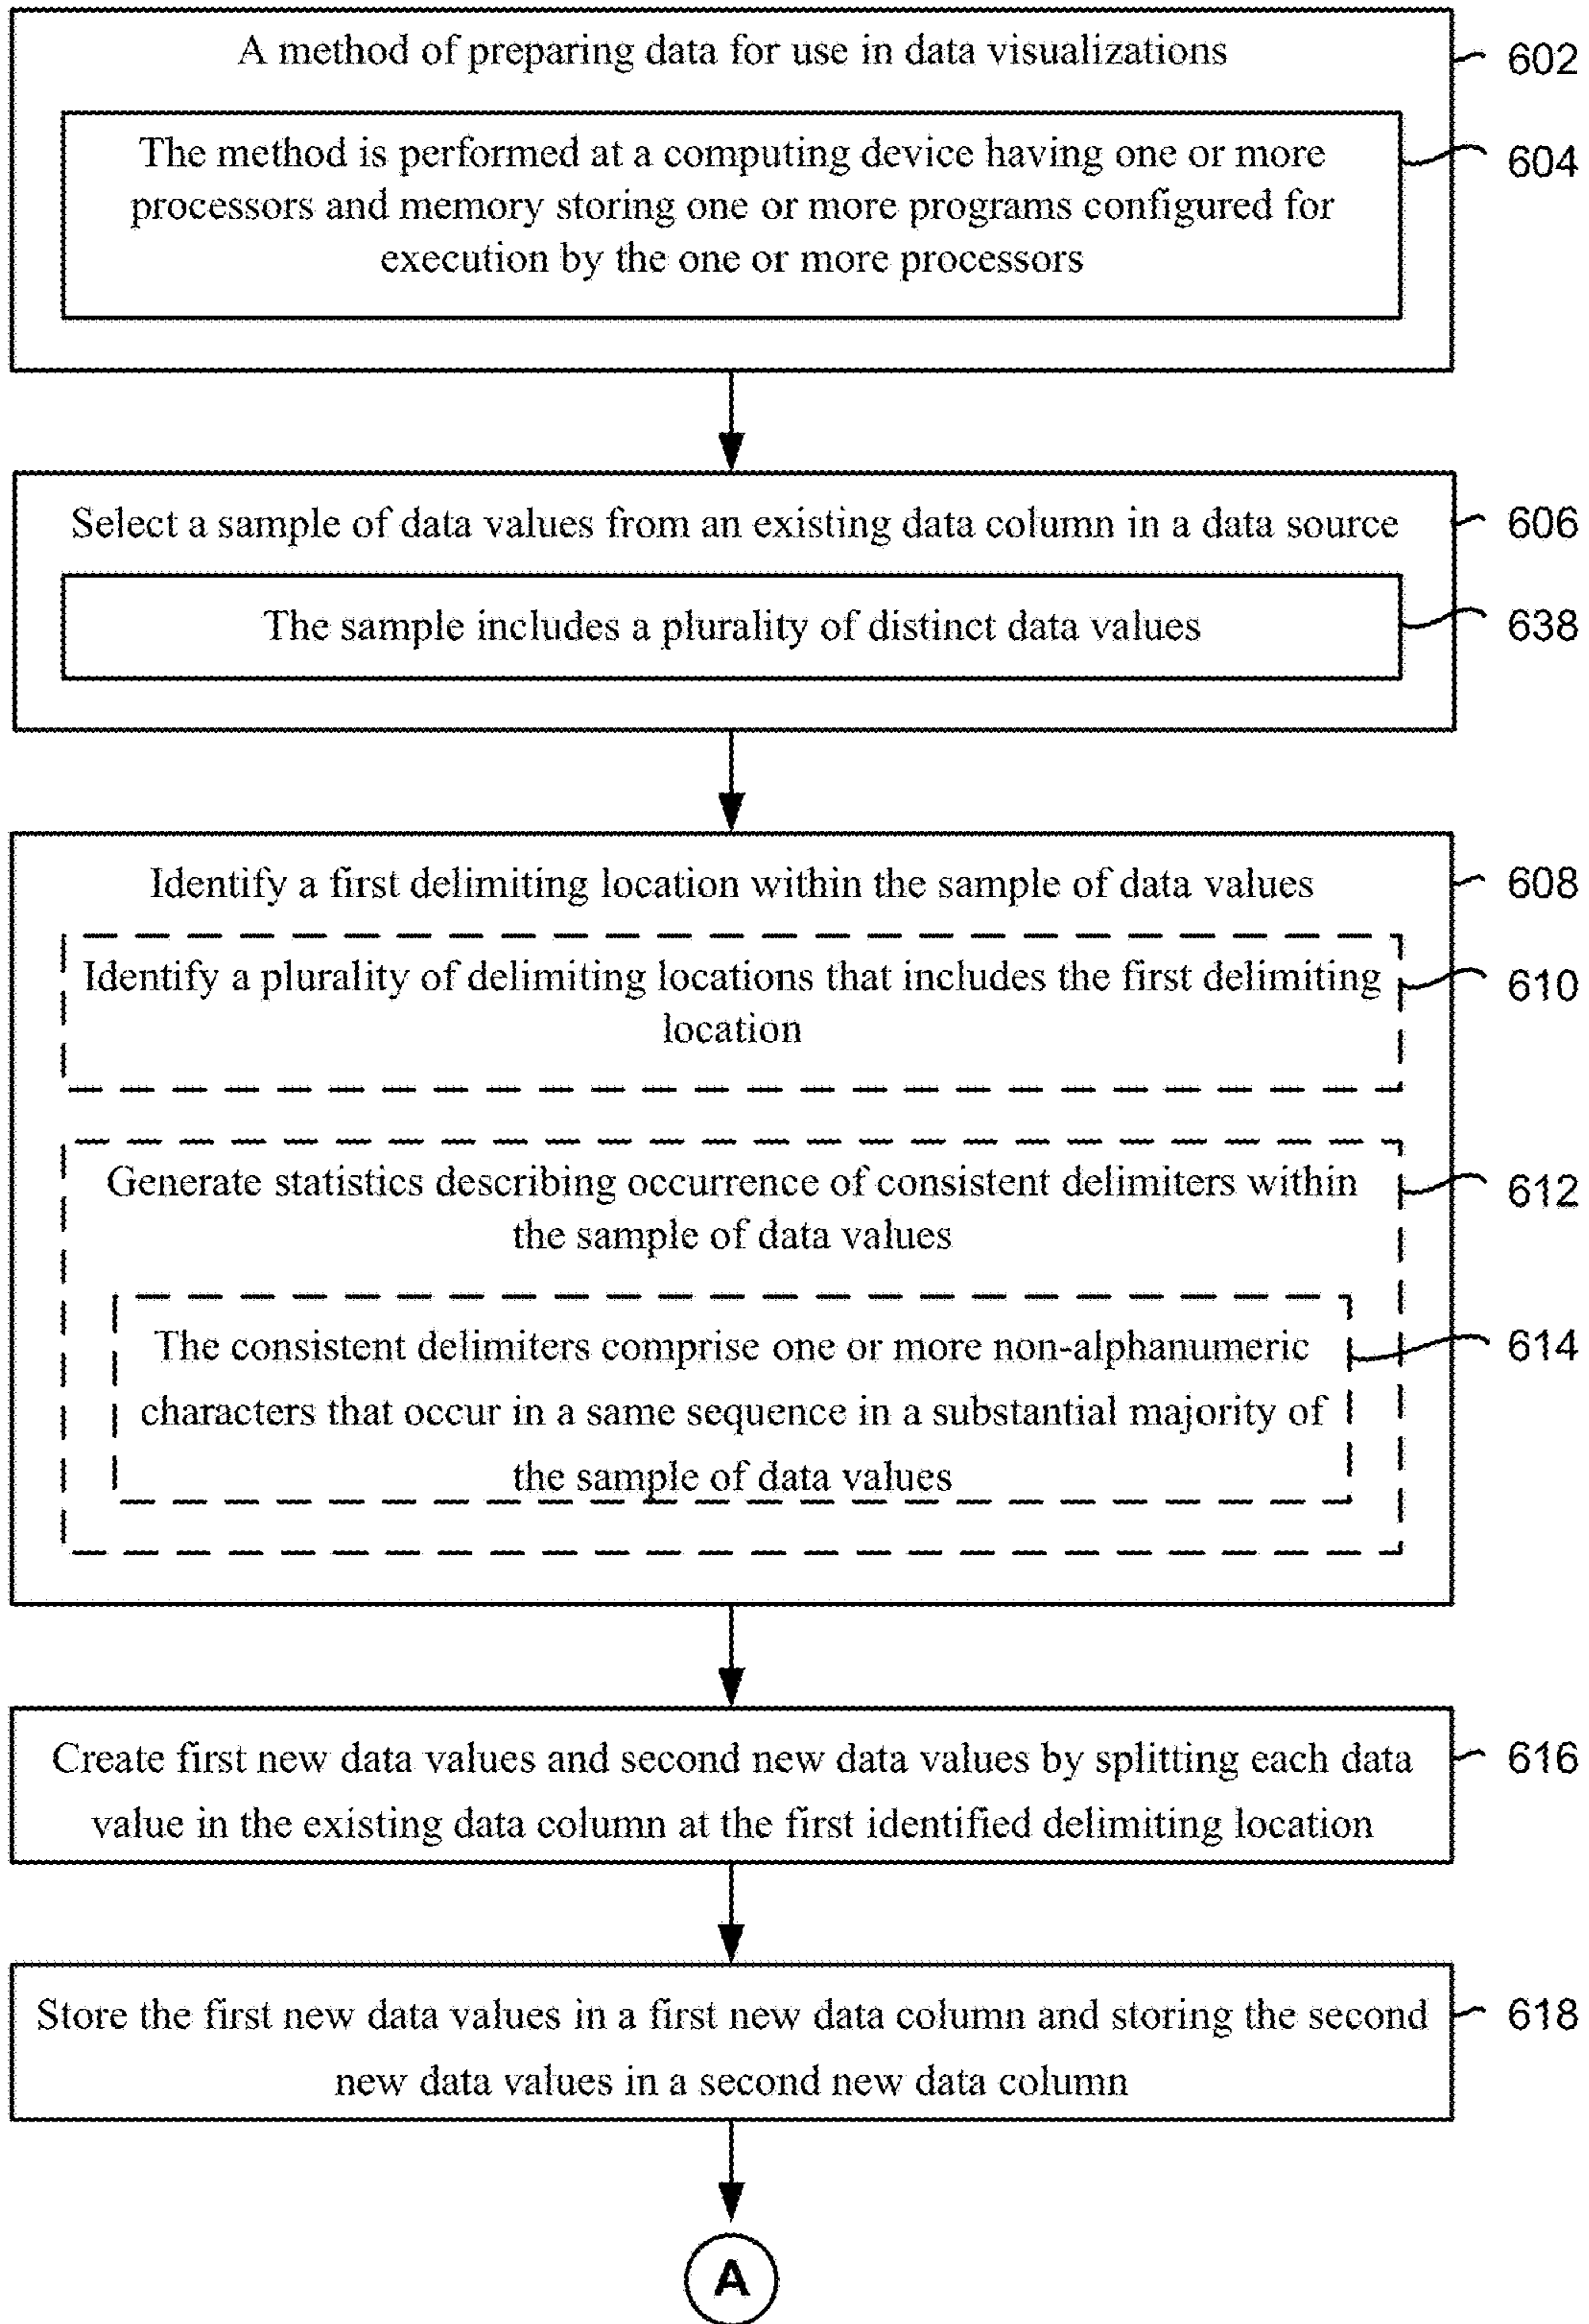 A method of preparing data for use in data visualizations
602
The method is performed at a computing device having one or more
processors and memory storing one or more programs configured for
execution by the one or more processors
604
Select a sample of data values from an existing data column in a data source
606
The sample includes a plurality of distinct data values
638
Identify a first delimiting location within the sample of data values
608
Identify a plurality of delimiting locations that includes the first delimiting
location
610
Generate statistics describing occurrence of consistent delimiters within
the sample of data values
612
The consistent delimiters comprise one or more non-alphanumeric
characters that occur in a same sequence in a substantial majority of
the sample of data values
614
Create first new data values and second new data values by splitting each data
value in the existing data column at the first identified delimiting location
616
Store the first new data values in a first new data column and storing the second
new data values in a second new data column
618
A